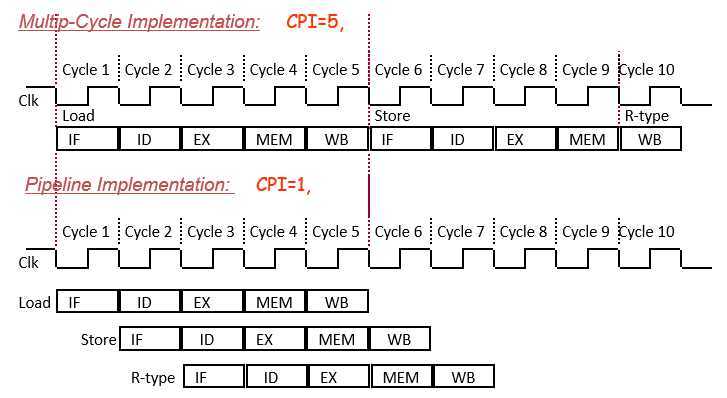 Multip-Cycle Implementation: CPI=5,
Cycle 1 Cycle 2 Cycle 3 Cycle 4 Cycle 5 Cycle 6 Cycle 7 Cycle 8 Cycle 9 Cycle 10
Clk
Load Store R-type
IF ID EX MEM WB IF ID EX MEM WB
Pipeline Implementation: CPI=1,
Cycle 1 Cycle 2 Cycle 3 Cycle 4 Cycle 5 Cycle 6 Cycle 7 Cycle 8 Cycle 9 Cycle 10
Clk
Load IF ID EX MEM WB
Store IF ID EX MEM WB
R-type IF ID EX MEM WB